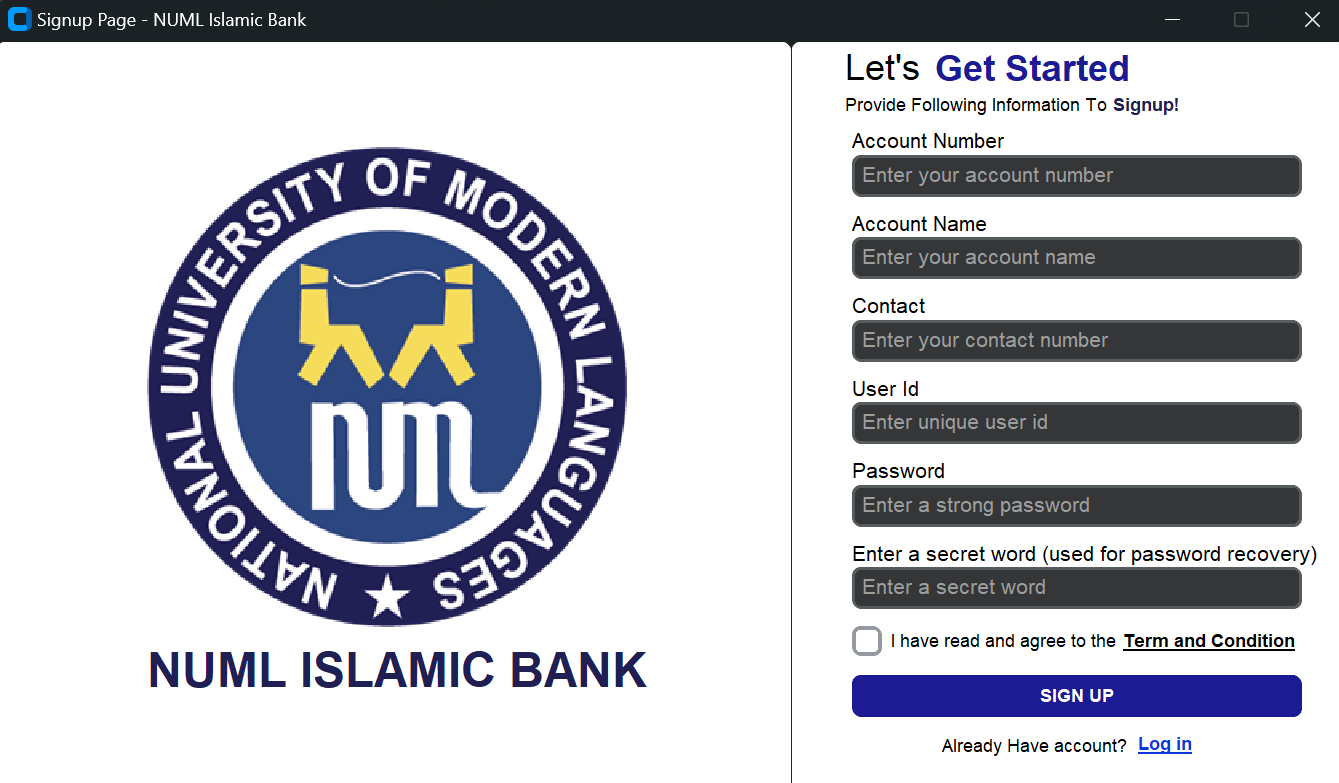 Signup Page - NUML Islamic Bank
NATIONAL UNIVERSITY OF MODERN LANGUAGES
num
NUML ISLAMIC BANK
Let's Get Started
Provide Following Information To Signup!
Account Number
Enter your account number
Account Name
Enter your account name
Contact
Enter your contact number
User Id
Enter unique user id
Password
Enter a strong password
Enter a secret word (used for password recovery)
Enter a secret word
I have read and agree to the Term and Condition
SIGN UP
Already Have account? Log in